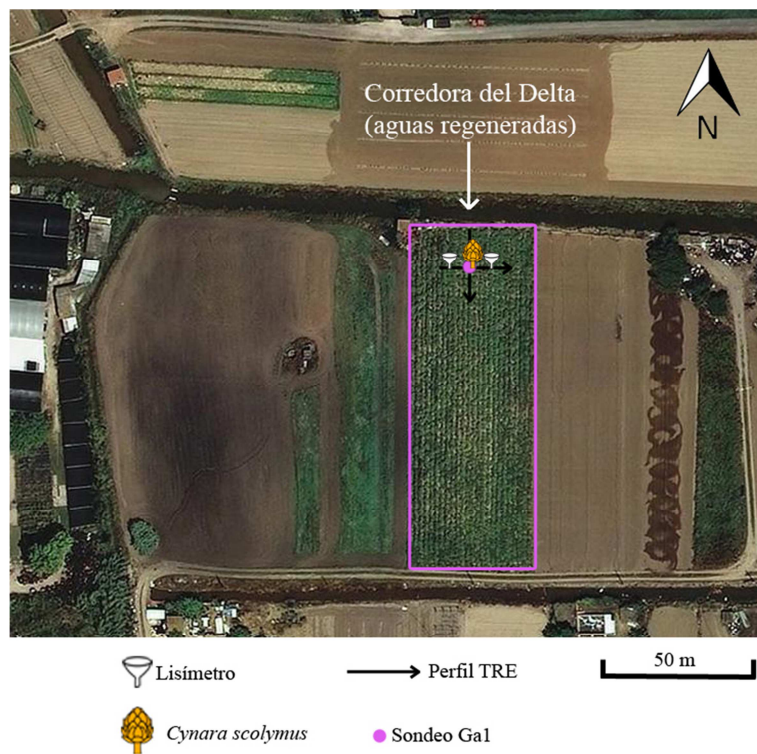 Corredora del Delta
(aguas regeneradas)
N
Lisímetro
Perfil TRE
50 m
Cynara scolymus
Sondeo Ga1